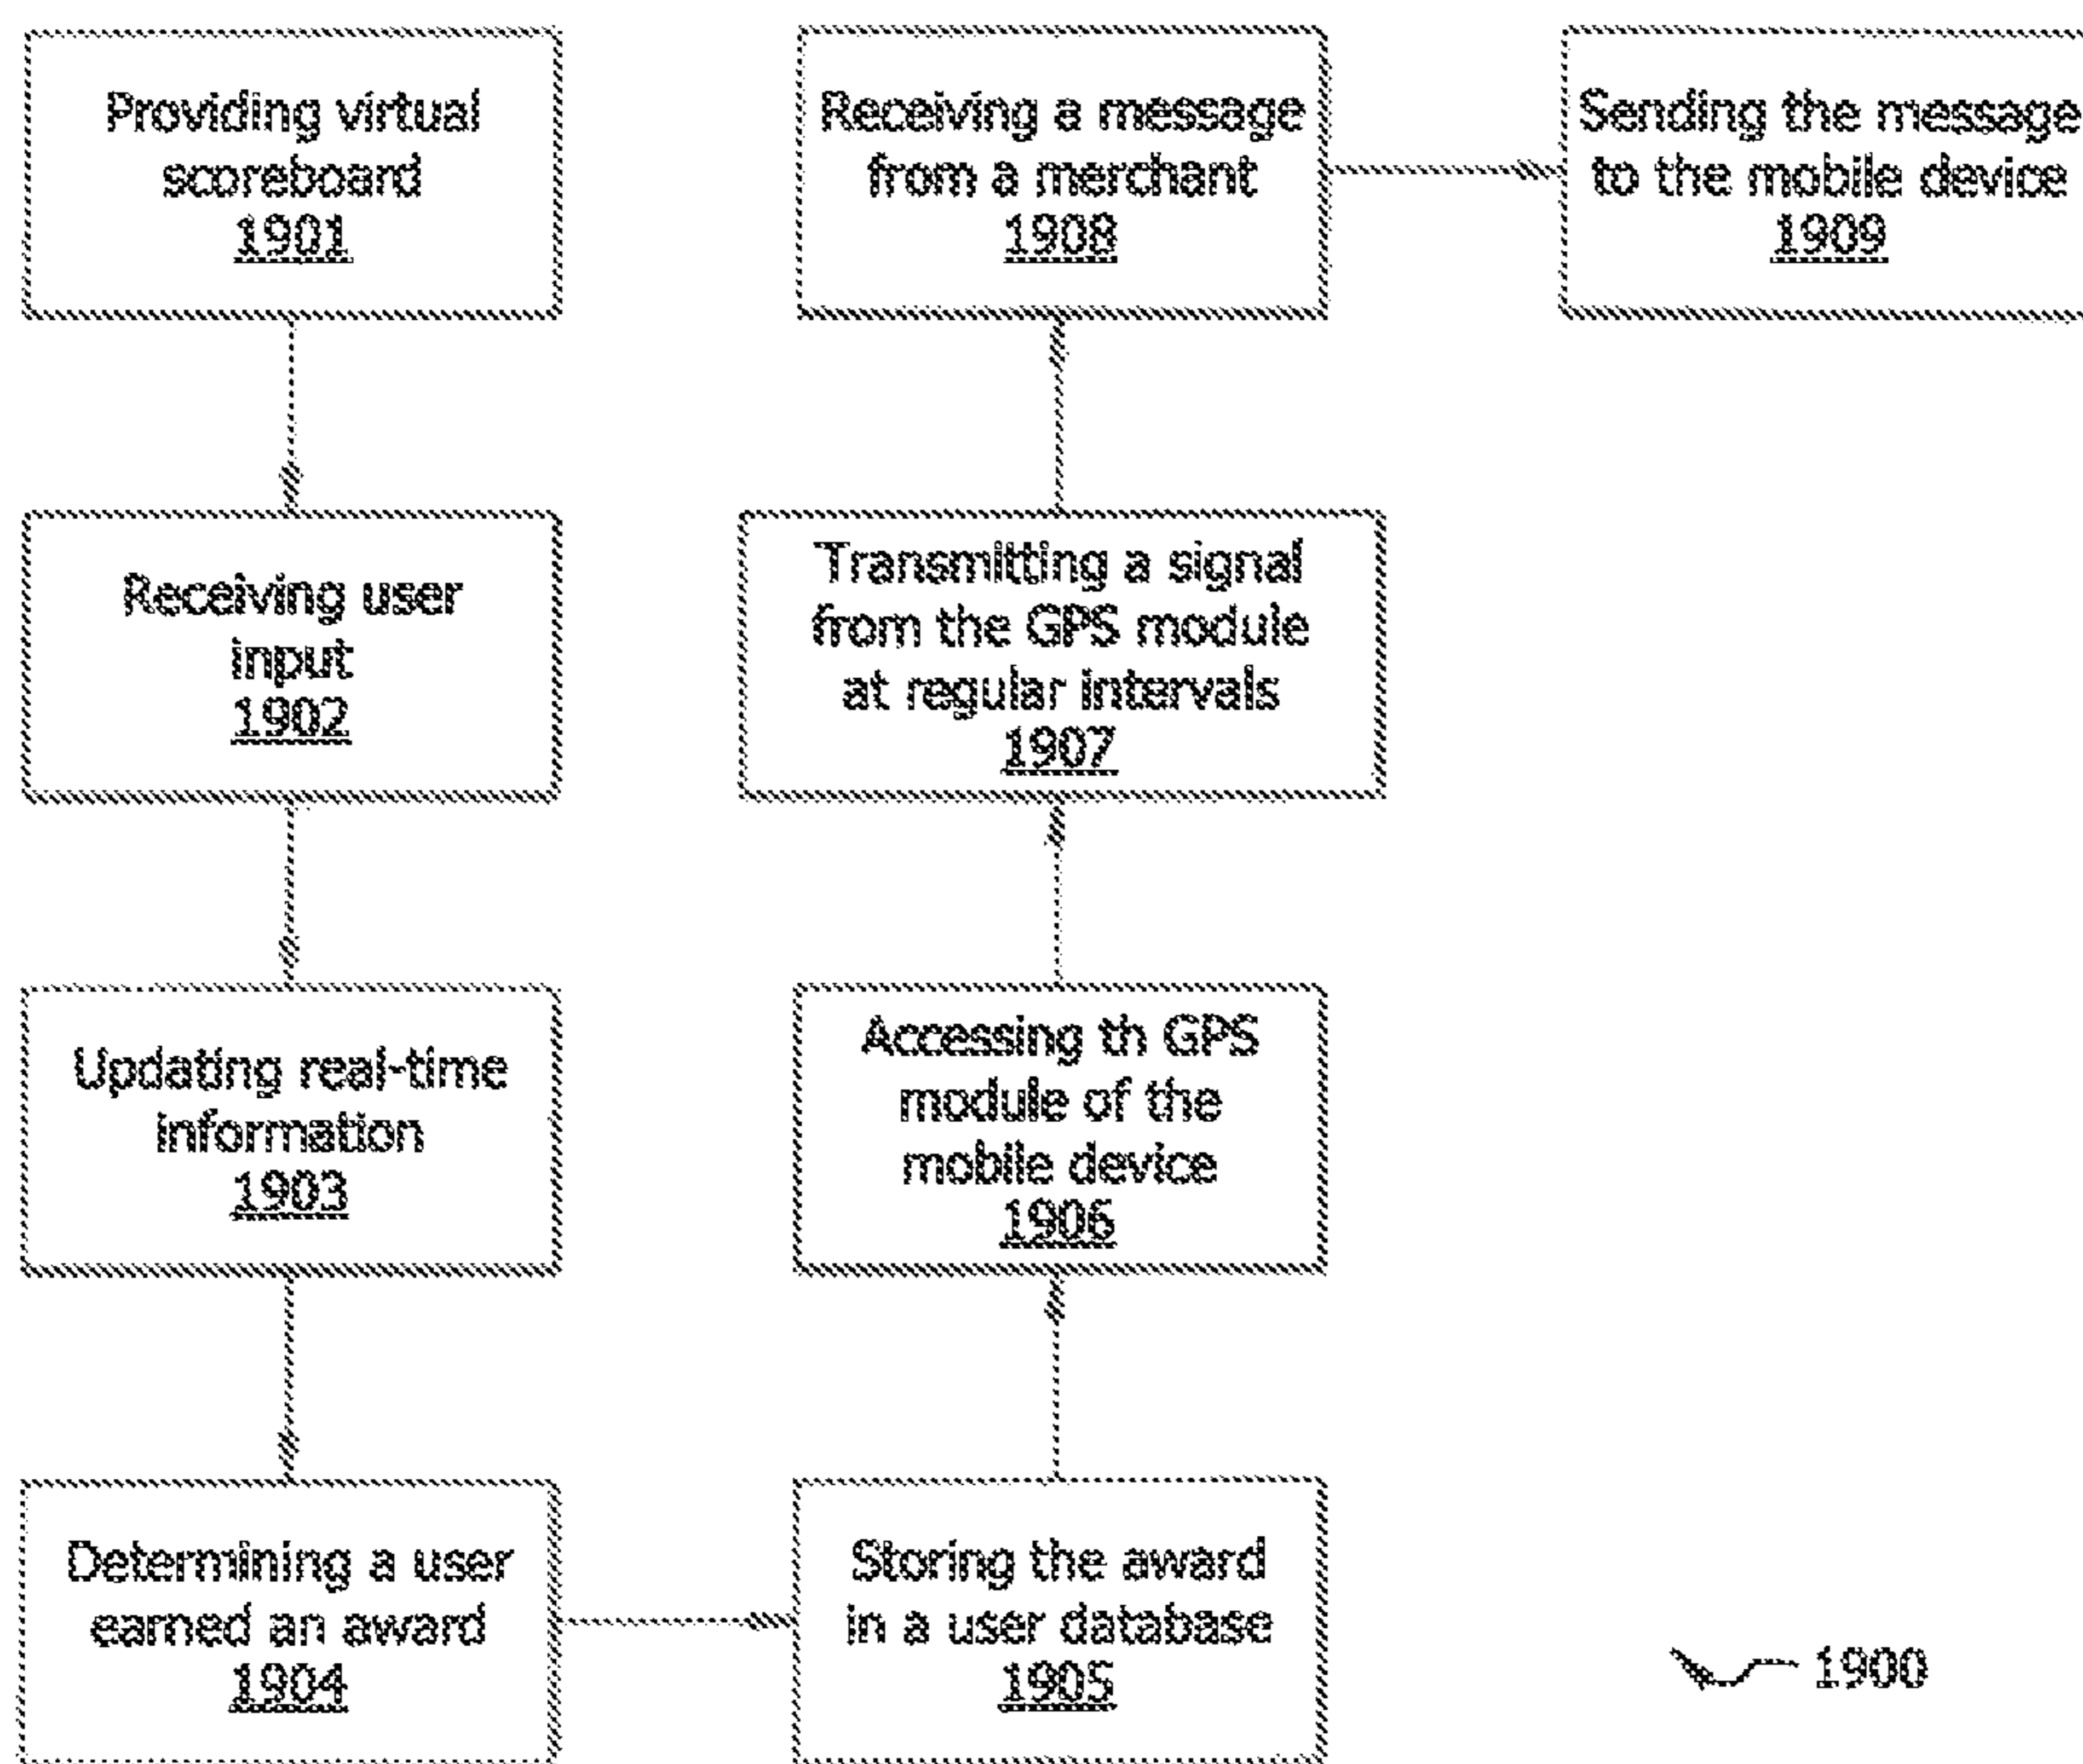 Providing virtual
scoreboard
1901
Receiving user
input
1902
Updating real-time
information
1903
Determining a user
earned an award
1904
Storing the award
in a user database
1905
Accessing th GPS
module of the
mobile device
1906
Transmitting a signal
from the GPS module
at regular intervals
1907
Receiving a message
from a merchant
1908
Sending the message
to the mobile device
1909
1900